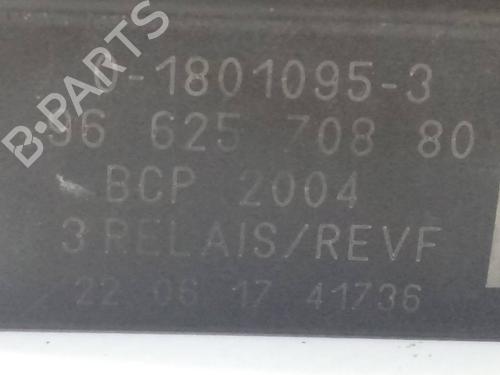 B-PARTS
-1801095-3
96 625 708 80
BCP 2004
3 RELAIS/REVF
22 06 17 41736